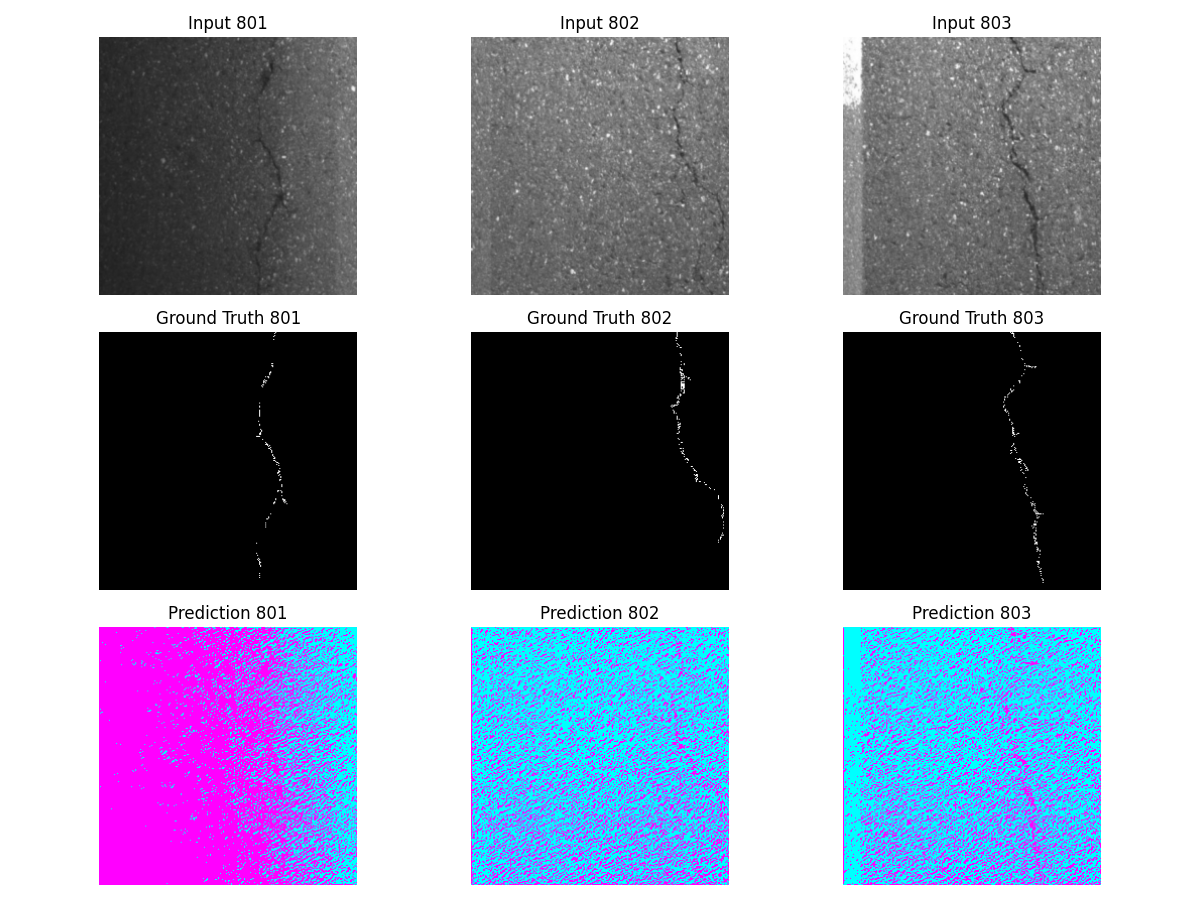 Input 801
Input 802
Input 803
Ground Truth 801
Ground Truth 802
Ground Truth 803
Prediction 801
Prediction 802
Prediction 803